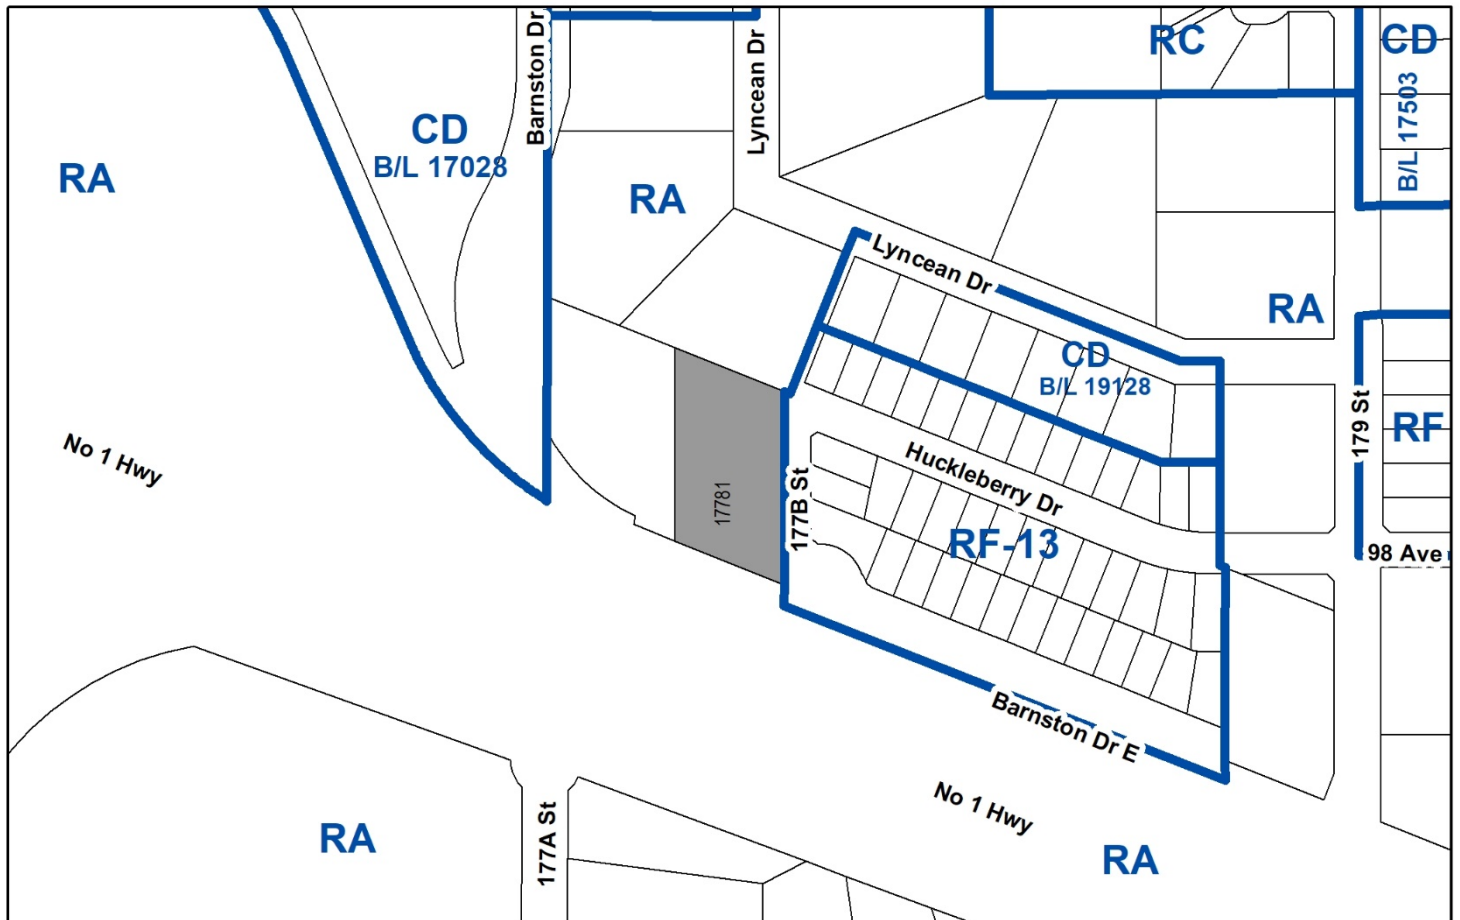 Barnston Dr
Lyncean Dr
RC
CD
B/L 17503
CD
B/L 17028
RA
RA
Lyncean Dr
RA
CD
B/L 19128
179 St
RF
No 1 Hwy
17781
177B St
Huckleberry Dr
RF-13
98 Ave
Barnston Dr E
No 1 Hwy
177A St
RA
RA